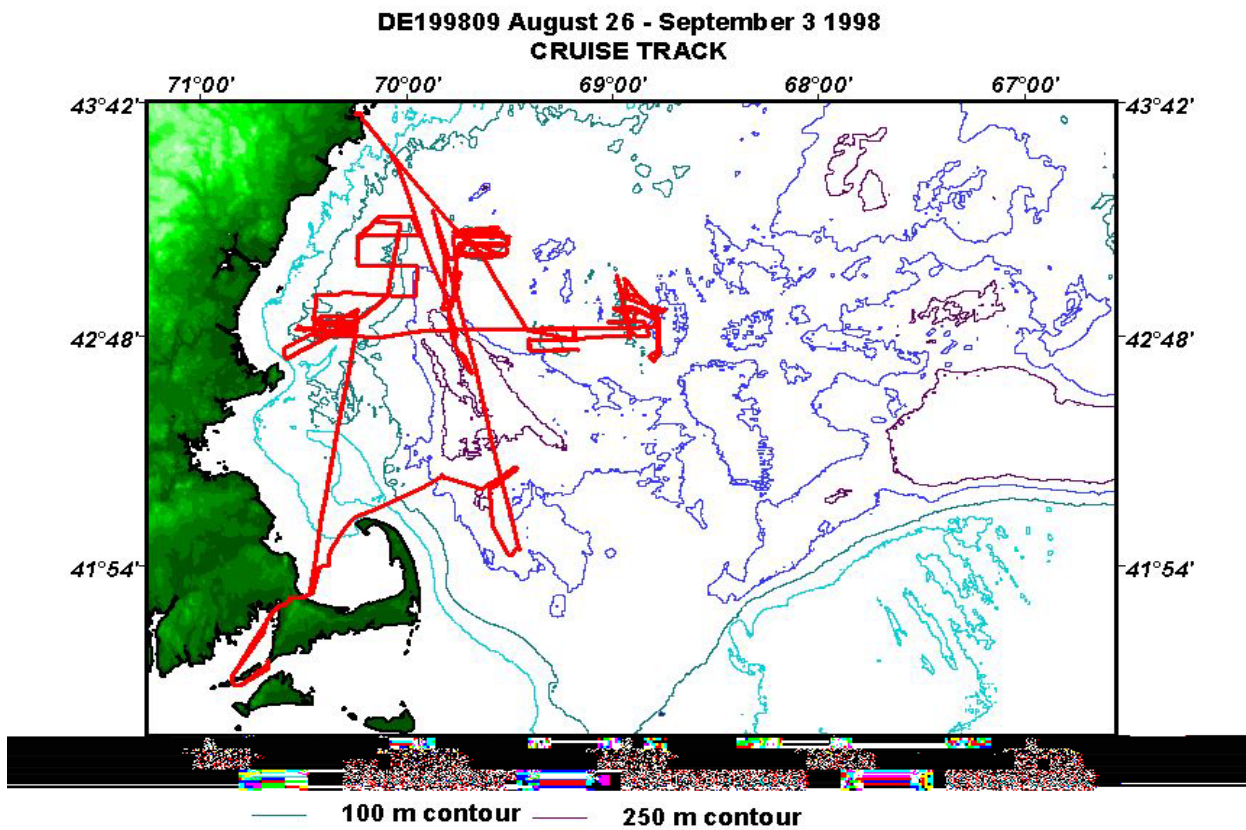 DE199809 August 26 - September 3 1998
CRUISE TRACK
71°00' 70°00' 69°00' 68°00' 67°00'
43°42' 43°42'
42°48' 42°48'
41°54' 41°54'
100 m contour 250 m contour